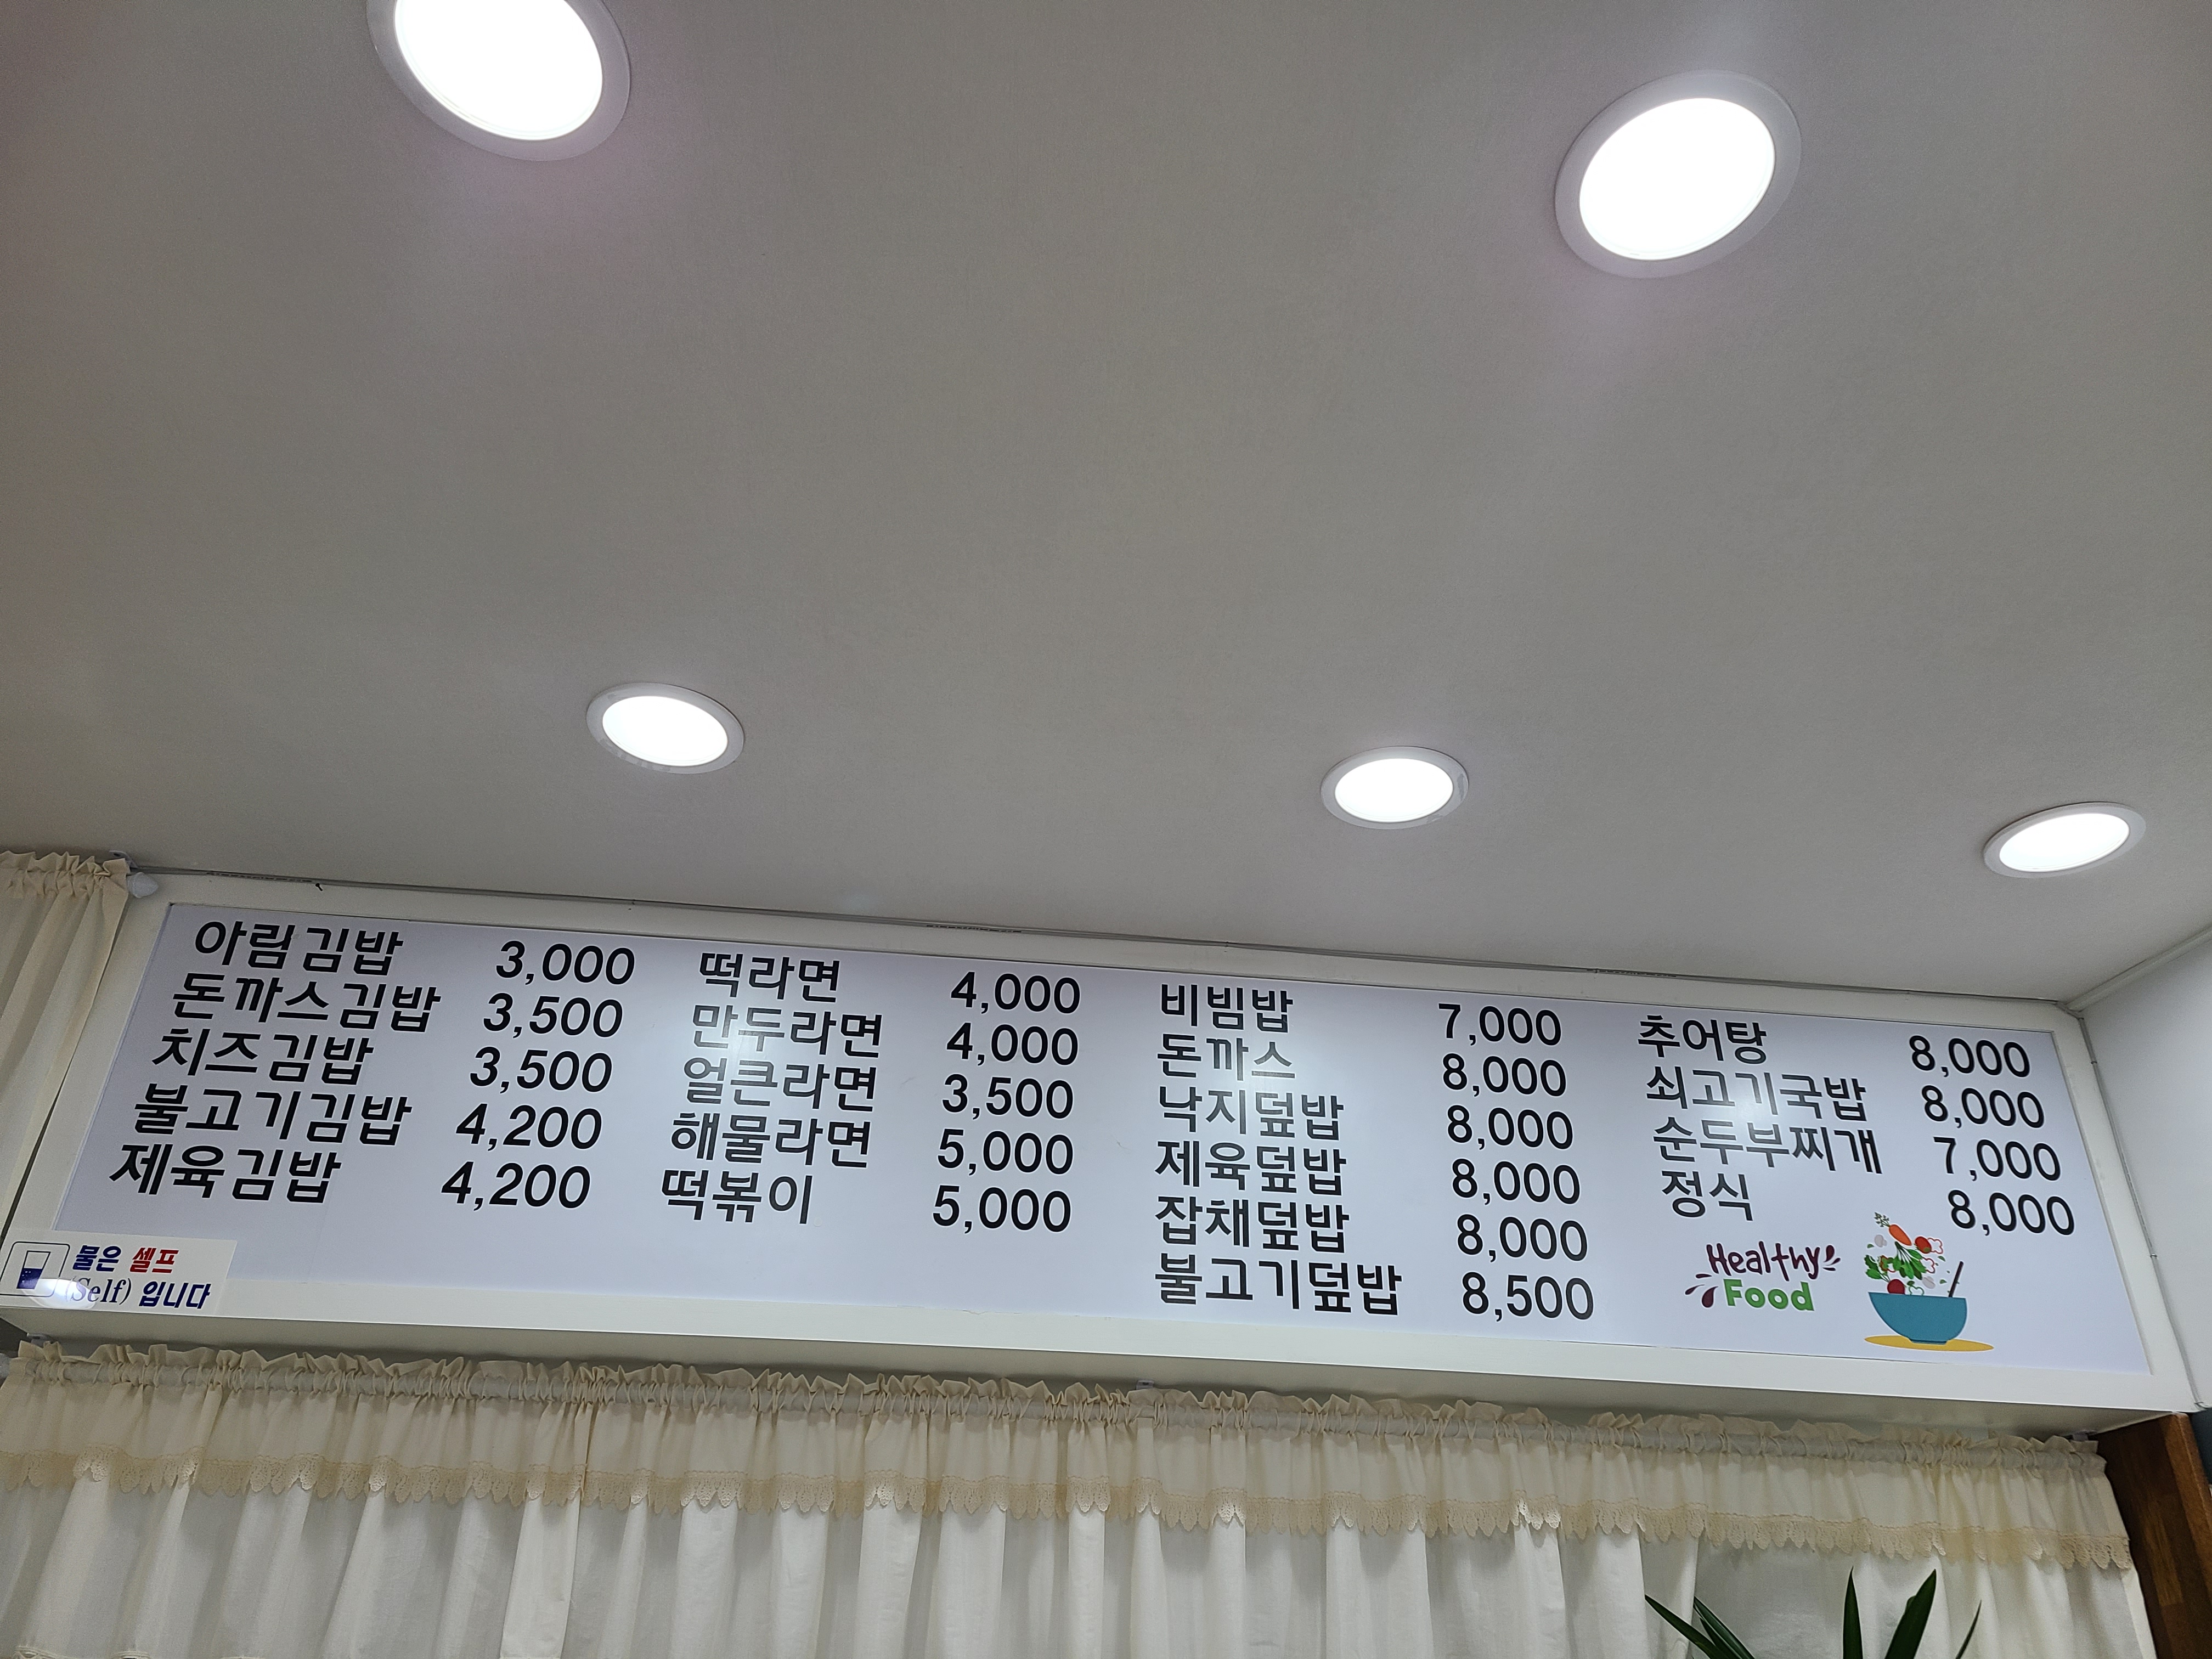 아림김밥 3,000
돈까스김밥 3,500
치즈김밥 3,500
불고기김밥 4,200
제육김밥 4,200
떡라면 4,000
만두라면 4,000
얼큰라면 3,500
해물라면 5,000
떡볶이 5,000
비빔밥 7,000
돈까스 8,000
낙지덮밥 8,000
제육덮밥 8,000
잡채덮밥 8,000
불고기덮밥 8,500
추어탕 8,000
쇠고기국밥 8,000
순두부찌개 7,000
정식 8,000
Healthy
Food
물은 셀프
(Self) 입니다